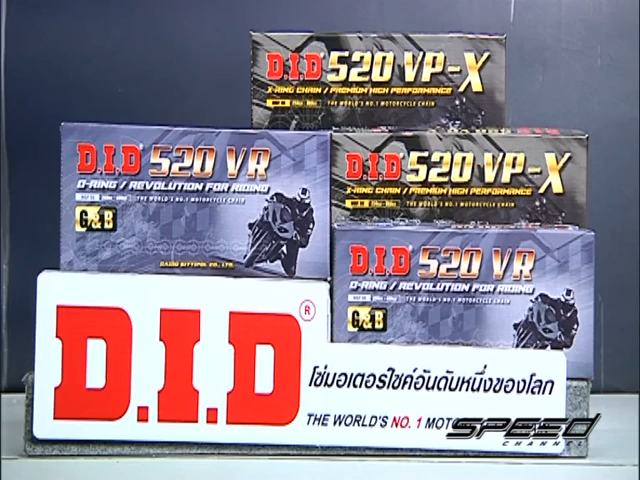 D.I.D 520 VP-X
X-RING CHAIN / PREMIUM HIGH PERFORMANCE
THE WORLD'S NO.1 MOTORCYCLE CHAIN
D.I.D 520 VR
O-RING / REVOLUTION FOR RIDING
THE WORLD'S NO.1 MOTORCYCLE CHAIN
G&B
DAIDO SITTIPOL CO., LTD.
D.I.D 520 VP-X
X-RING CHAIN / PREMIUM HIGH PERFORMANCE
THE WORLD'S NO.1 MOTORCYCLE CHAIN
D.I.D 520 VR
O-RING / REVOLUTION FOR RIDING
THE WORLD'S NO.1 MOTORCYCLE CHAIN
G&B
D.I.D ®
โซ่มอเตอร์ไซค์อันดับหนึ่งของโลก
THE WORLD'S NO. 1 MOTO
SPEED
CHANNEL